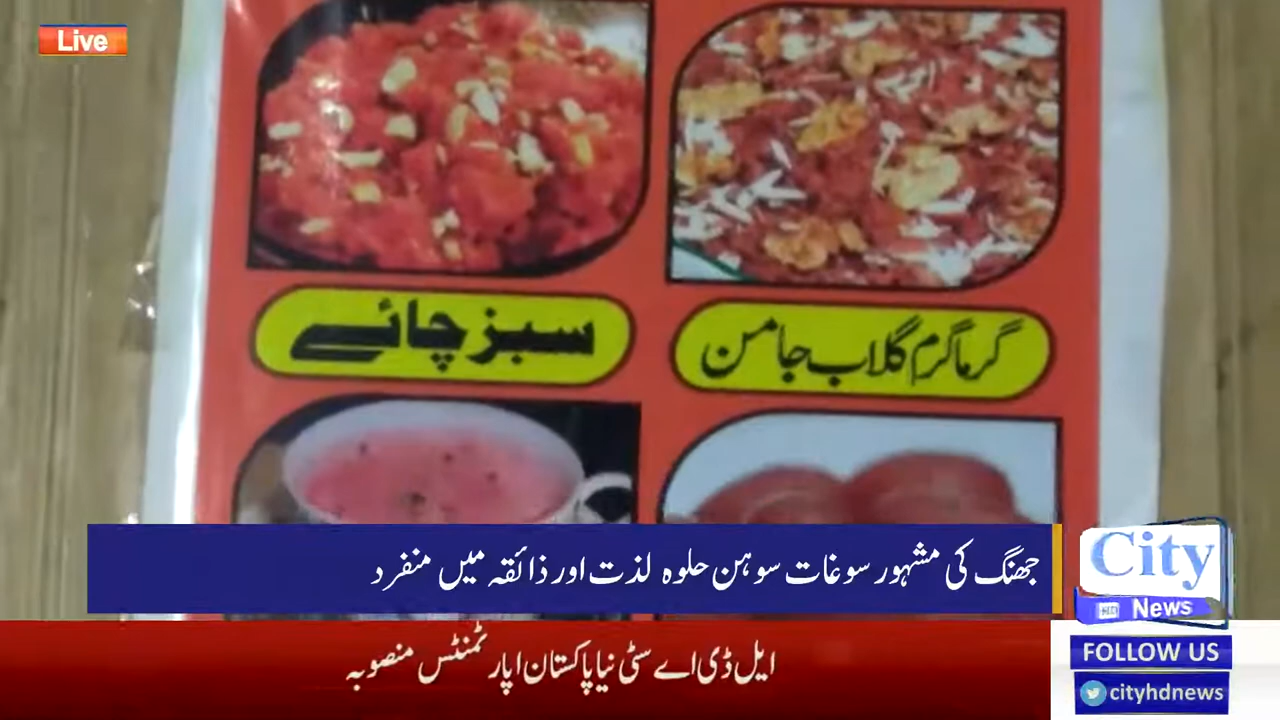 Live
سبز چائے
گرما گرم گلاب جامن
جھنگ کی مشہور سوغات سوہن حلوہ لذت اور ذائقہ میں منفرد
City
HD News
ایل ڈی اے سٹی نیا پاکستان اپارٹمنٹس منصوبہ
FOLLOW US
cityhdnews